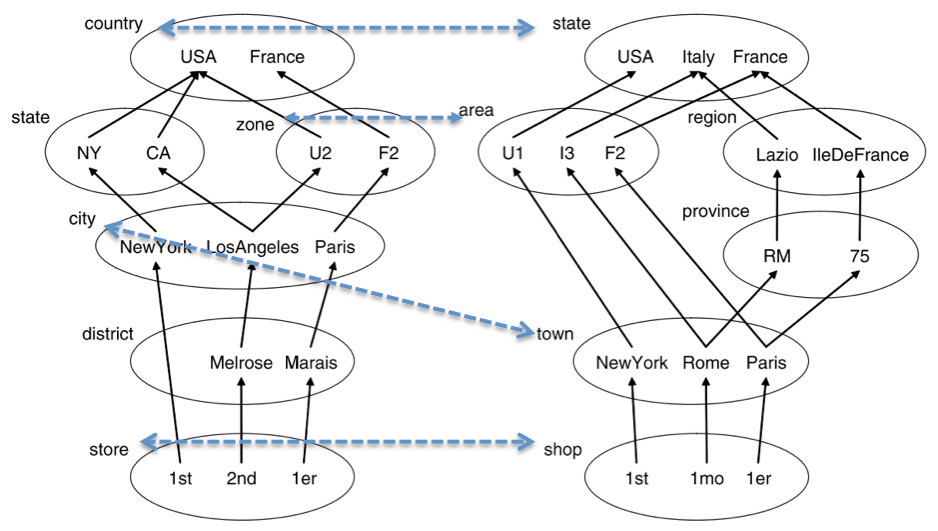 country
state
USA France
USA Italy France
state
zone
area
region
NY CA
U2 F2
U1 I3 F2
Lazio IleDeFrance
city
province
NewYork LosAngeles Paris
RM 75
district
town
Melrose Marais
NewYork Rome Paris
store
shop
1st 2nd 1er
1st 1mo 1er